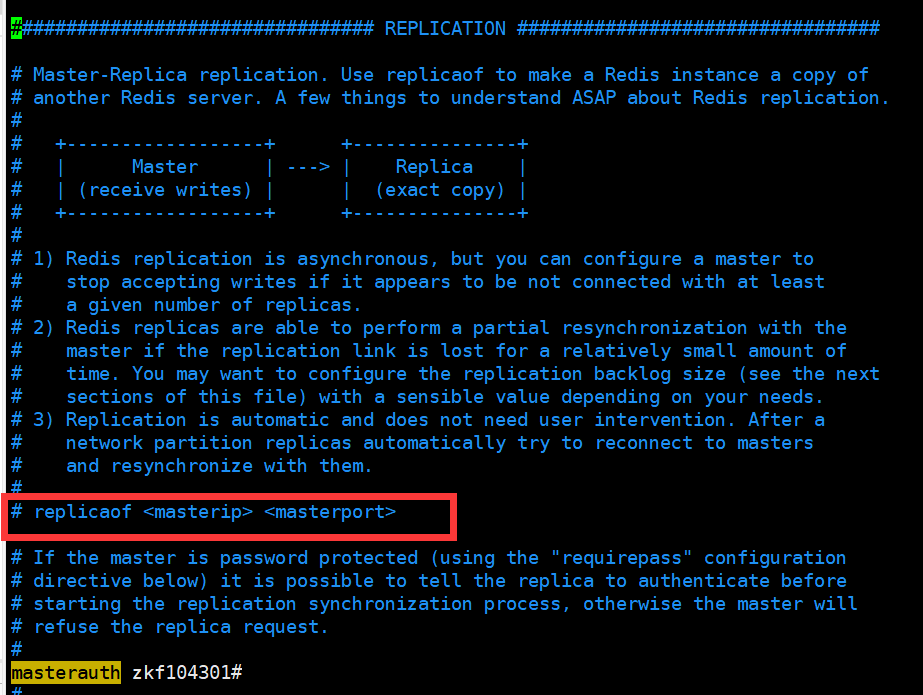 ################################# REPLICATION #################################
# Master-Replica replication. Use replicaof to make a Redis instance a copy of
# another Redis server. A few things to understand ASAP about Redis replication.
#
#   +------------------+      +---------------+
#   |      Master      | ---> |    Replica    |
#   | (receive writes) |      |  (exact copy) |
#   +------------------+      +---------------+
#
# 1) Redis replication is asynchronous, but you can configure a master to
#    stop accepting writes if it appears to be not connected with at least
#    a given number of replicas.
# 2) Redis replicas are able to perform a partial resynchronization with the
#    master if the replication link is lost for a relatively small amount of
#    time. You may want to configure the replication backlog size (see the next
#    sections of this file) with a sensible value depending on your needs.
# 3) Replication is automatic and does not need user intervention. After a
#    network partition replicas automatically try to reconnect to masters
#    and resynchronize with them.
#
# replicaof <masterip> <masterport>
# If the master is password protected (using the "requirepass" configuration
# directive below) it is possible to tell the replica to authenticate before
# starting the replication synchronization process, otherwise the master will
# refuse the replica request.
#
masterauth zkf104301#
#